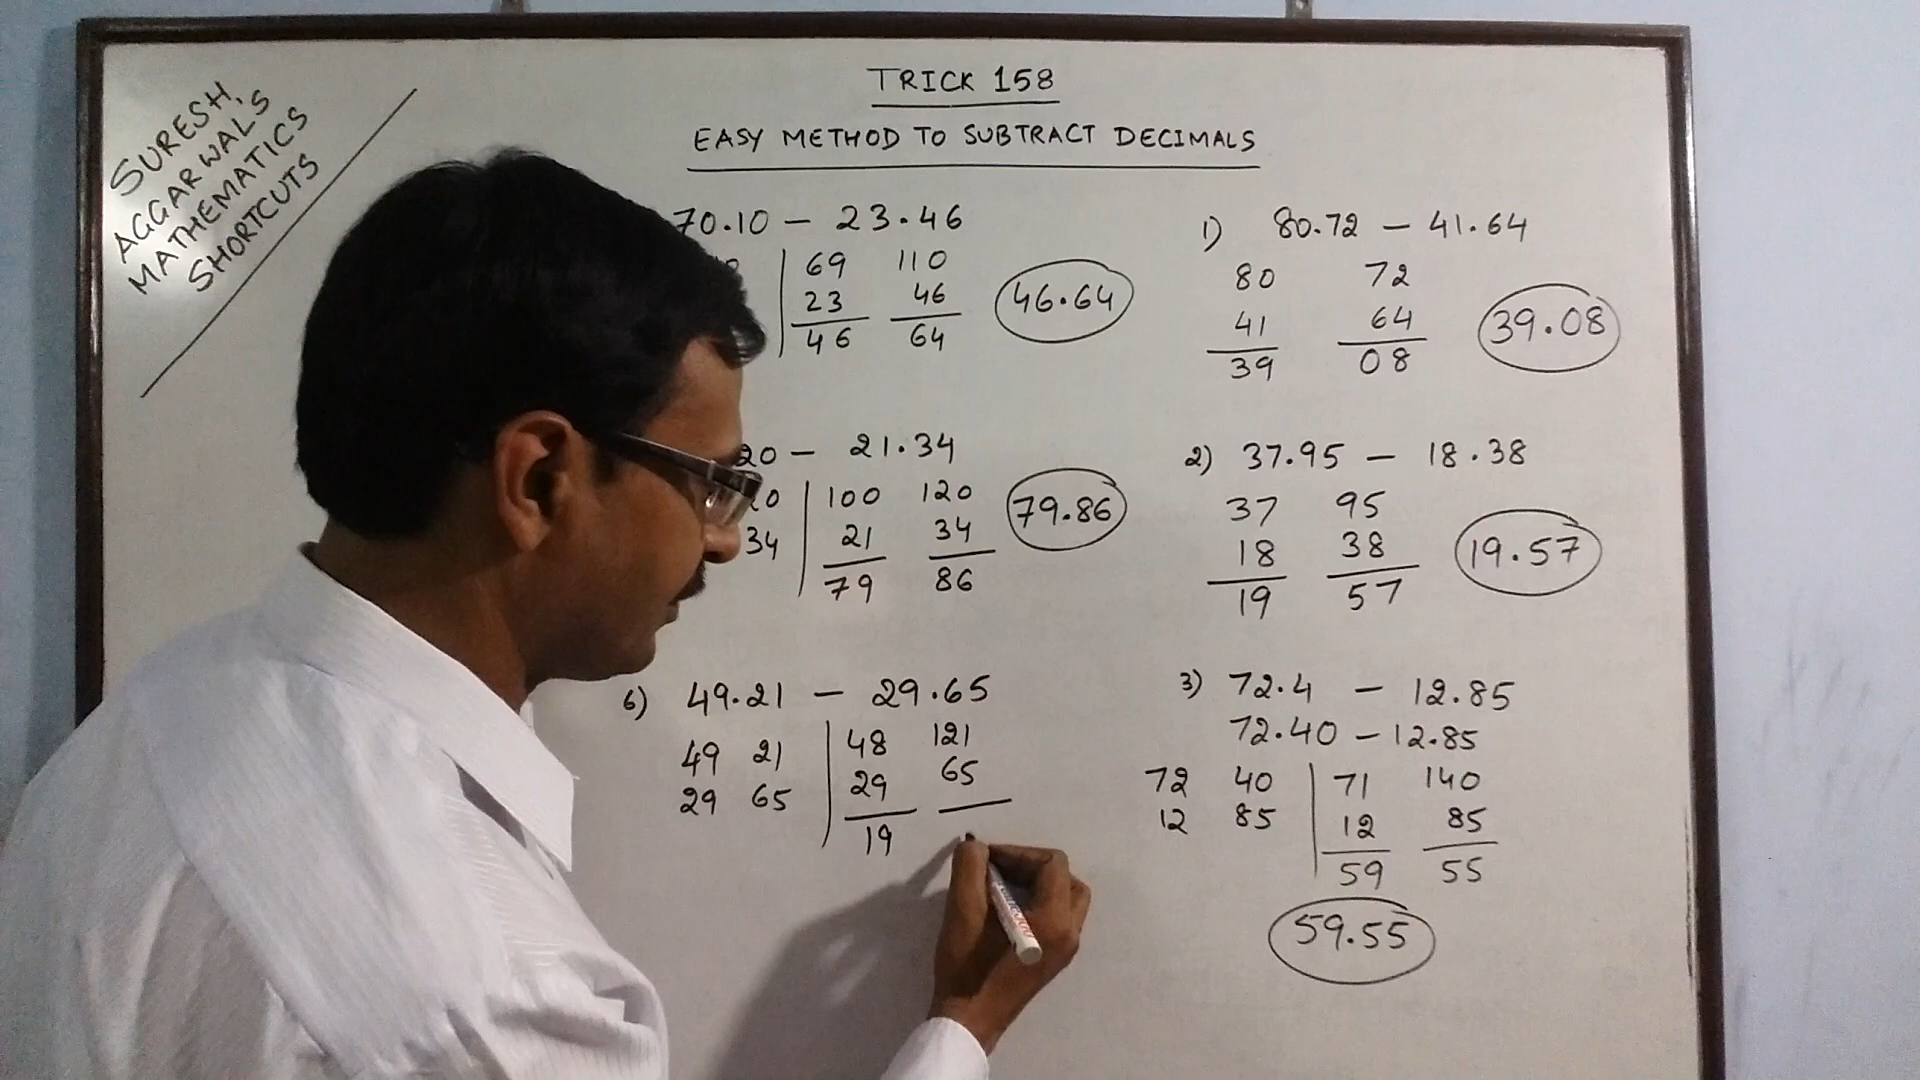 SURESH
AGGARWAL'S
MATHEMATICS
SHORTCUTS
TRICK 158
EASY METHOD TO SUBTRACT DECIMALS
70.10 – 23.46
69 110
23 46
46 64
46.64
20 – 21.34
100 120
34 21 34
79 86
79.86
6) 49.21 – 29.65
49 21 48 121
29 65 29 65
19
1) 80.72 – 41.64
80 72
41 64
39 08
39.08
2) 37.95 – 18.38
37 95
18 38
19 57
19.57
3) 72.4 – 12.85
72.40 – 12.85
72 40 71 140
12 85 12 85
59 55
59.55